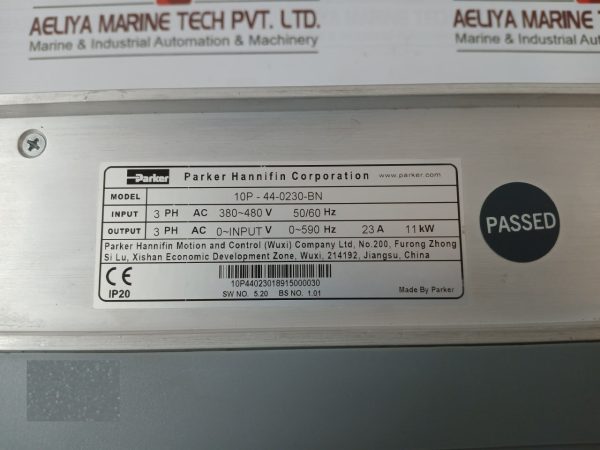 AELIYA MARINE TECH PVT. LTD.
Marine & Industrial Automation & Machinery
AELIYA MARINE TE
Marine & Industrial Autom
Parker Parker Hannifin Corporation www.parker.com
MODEL 10P - 44-0230-BN
INPUT 3 PH AC 380~480 V 50/60 Hz
OUTPUT 3 PH AC 0~INPUT V 0~590 Hz 23 A 11 kW
Parker Hannifin Motion and Control (Wuxi) Company Ltd, No.200, Furong Zhong
Si Lu, Xishan Economic Development Zone, Wuxi, 214192, Jiangsu, China
CE
IP20
10P44023018915000030
SW NO. 5.20 BS NO. 1.01
Made By Parker
PASSED